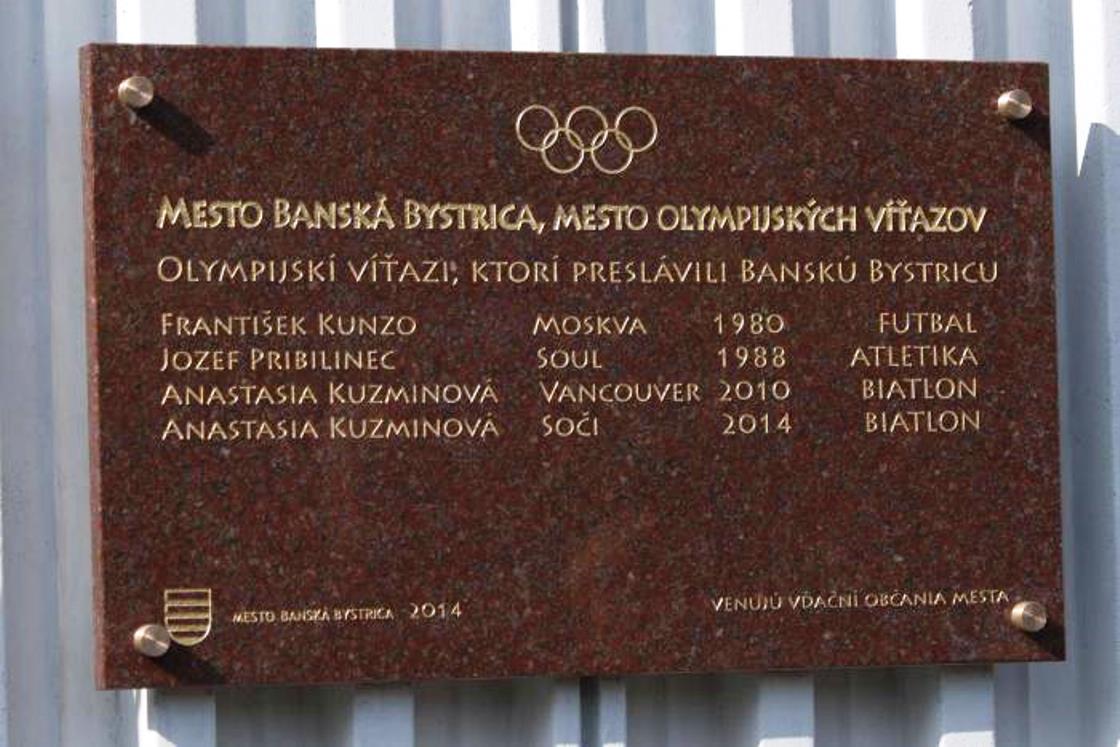 MESTO BANSKÁ BYSTRICA, MESTO OLYMPIJSKÝCH VÍŤAZOV
OLYMPIJSKÍ VÍŤAZI, KTORÍ PRESLÁVILI BANSKÚ BYSTRICU
FRANTIŠEK KUNZO MOSKVA 1980 FUTBAL
JOZEF PRIBILINEC SOUL 1988 ATLETIKA
ANASTASIA KUZMINOVÁ VANCOUVER 2010 BIATLON
ANASTASIA KUZMINOVÁ SOČI 2014 BIATLON
MESTO BANSKÁ BYSTRICA 2014
VENUJÚ VĎAČNÍ OBČANIA MESTA